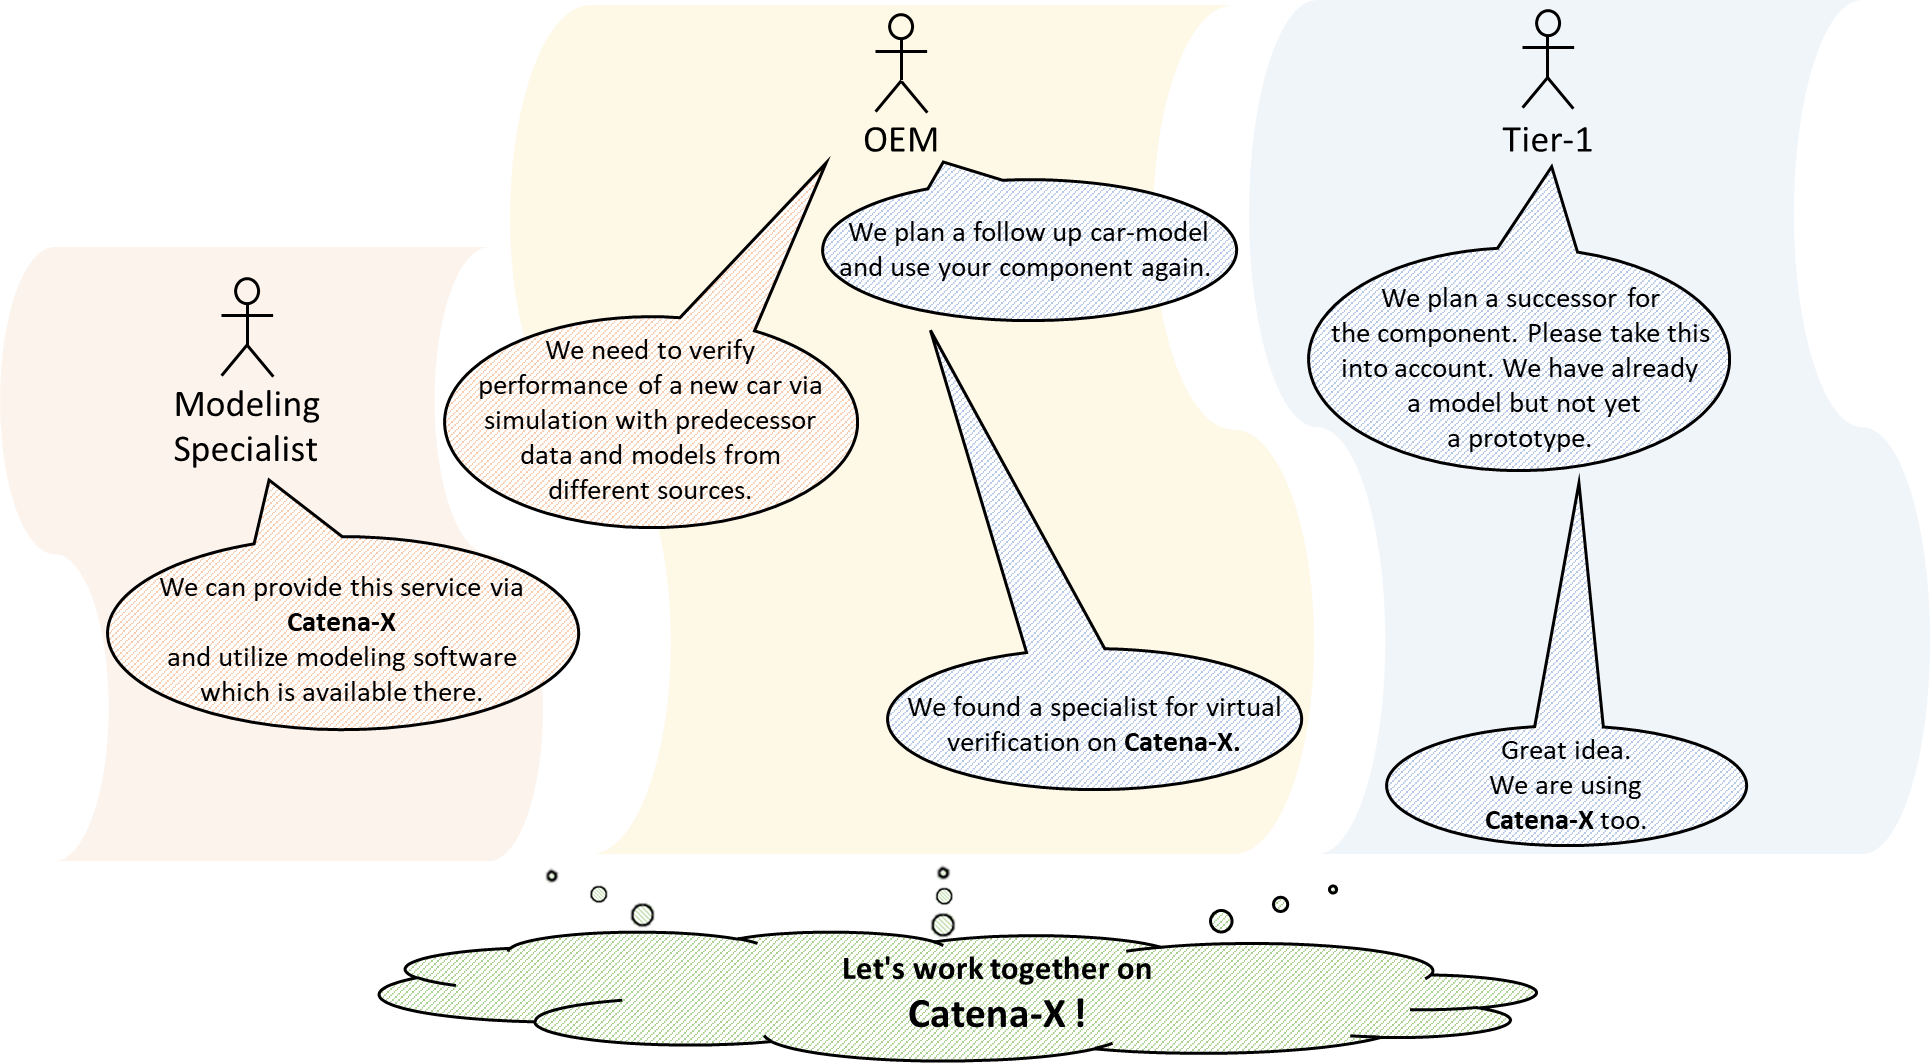 OEM
Tier-1
We plan a follow up car-model
and use your component again.
We plan a successor for
the component. Please take this
into account. We have already
a model but not yet
a prototype.
We need to verify
performance of a new car via
simulation with predecessor
data and models from
different sources.
Modeling
Specialist
We can provide this service via
Catena-X
and utilize modeling software
which is available there.
We found a specialist for virtual
verification on Catena-X.
Great idea.
We are using
Catena-X too.
Let's work together on
Catena-X !